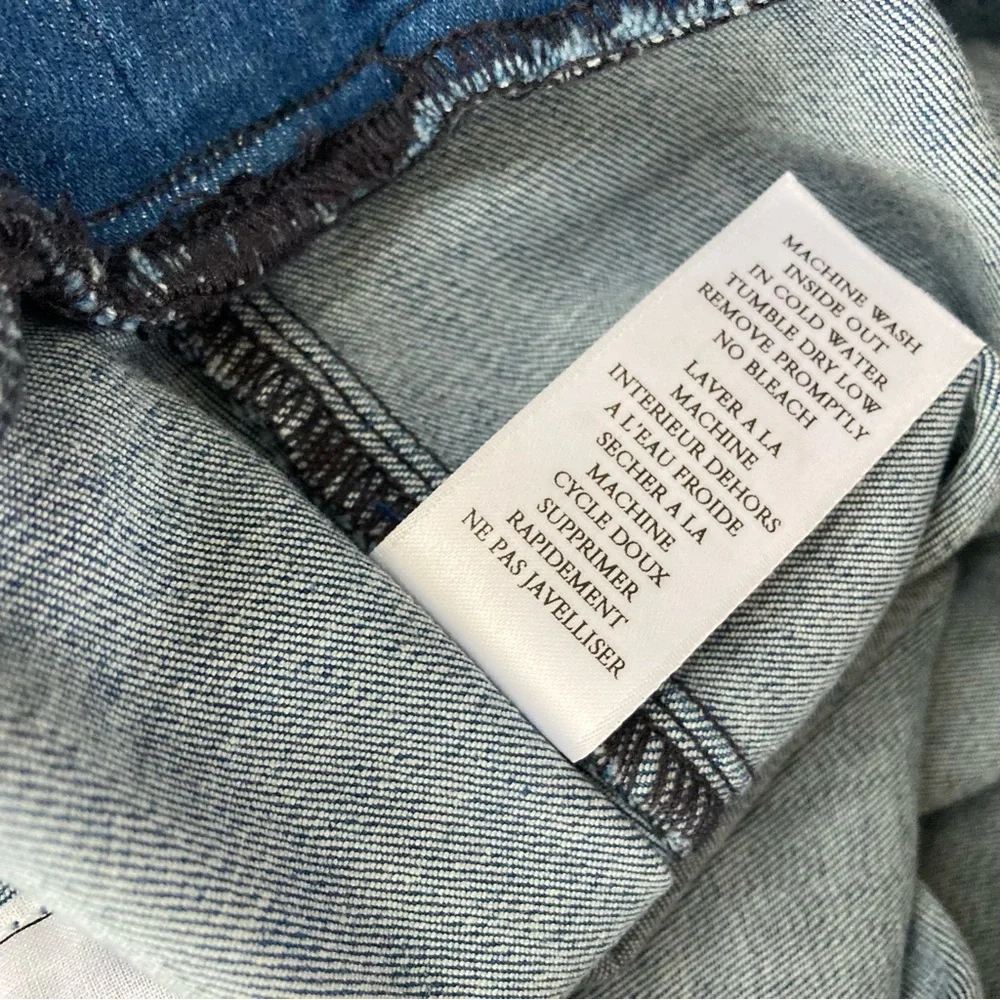 MACHINE WASH
INSIDE OUT
IN COLD WATER
TUMBLE DRY LOW
REMOVE PROMPTLY
NO BLEACH
LAVER A LA
MACHINE
INTERIEUR DEHORS
A L'EAU FROIDE
SECHER A LA
MACHINE
CYCLE DOUX
SUPPRIMER
RAPIDEMENT
NE PAS JAVELLISER